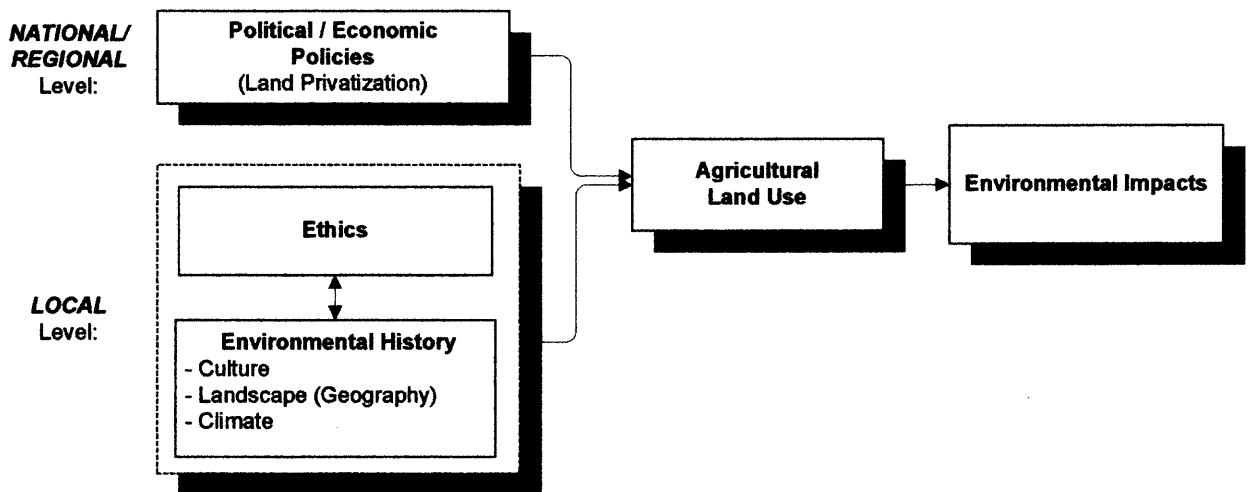 NATIONAL/
REGIONAL
Level:
Political / Economic
Policies
(Land Privatization)
Agricultural
Land Use
Environmental Impacts
Ethics
LOCAL
Level:
Environmental History
- Culture
- Landscape (Geography)
- Climate